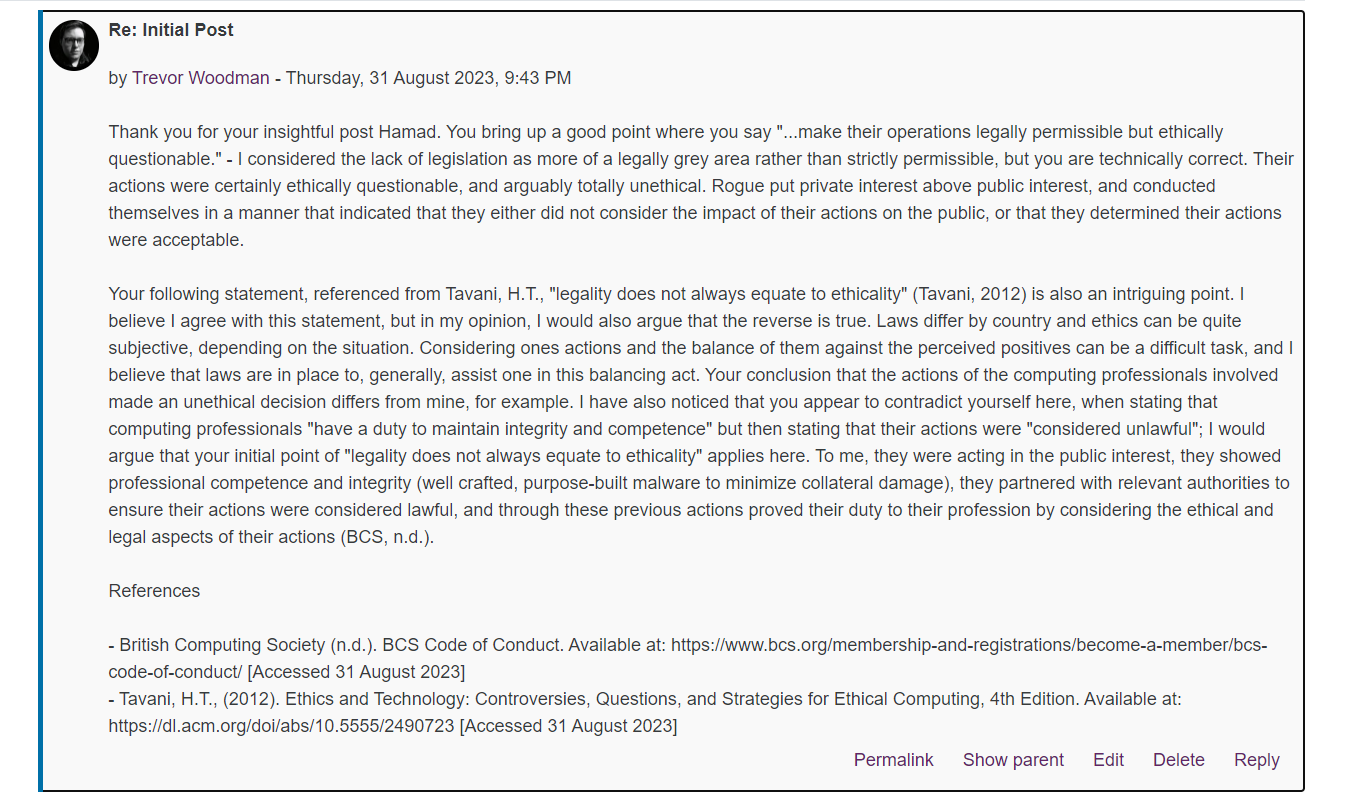 Re: Initial Post
by Trevor Woodman - Thursday, 31 August 2023, 9:43 PM
Thank you for your insightful post Hamad. You bring up a good point where you say "...make their operations legally permissible but ethically
questionable." - I considered the lack of legislation as more of a legally grey area rather than strictly permissible, but you are technically correct. Their
actions were certainly ethically questionable, and arguably totally unethical. Rogue put private interest above public interest, and conducted
themselves in a manner that indicated that they either did not consider the impact of their actions on the public, or that they determined their actions
were acceptable.
Your following statement, referenced from Tavani, H.T., "legality does not always equate to ethicality" (Tavani, 2012) is also an intriguing point. I
believe I agree with this statement, but in my opinion, I would also argue that the reverse is true. Laws differ by country and ethics can be quite
subjective, depending on the situation. Considering ones actions and the balance of them against the perceived positives can be a difficult task, and I
believe that laws are in place to, generally, assist one in this balancing act. Your conclusion that the actions of the computing professionals involved
made an unethical decision differs from mine, for example. I have also noticed that you appear to contradict yourself here, when stating that
computing professionals "have a duty to maintain integrity and competence" but then stating that their actions were "considered unlawful"; I would
argue that your initial point of "legality does not always equate to ethicality" applies here. To me, they were acting in the public interest, they showed
professional competence and integrity (well crafted, purpose-built malware to minimize collateral damage), they partnered with relevant authorities to
ensure their actions were considered lawful, and through these previous actions proved their duty to their profession by considering the ethical and
legal aspects of their actions (BCS, n.d.).
References
- British Computing Society (n.d.). BCS Code of Conduct. Available at: https://www.bcs.org/membership-and-registrations/become-a-member/bcs-
code-of-conduct/ [Accessed 31 August 2023]
- Tavani, H.T., (2012). Ethics and Technology: Controversies, Questions, and Strategies for Ethical Computing, 4th Edition. Available at:
https://dl.acm.org/doi/abs/10.5555/2490723 [Accessed 31 August 2023]
Permalink Show parent Edit Delete Reply